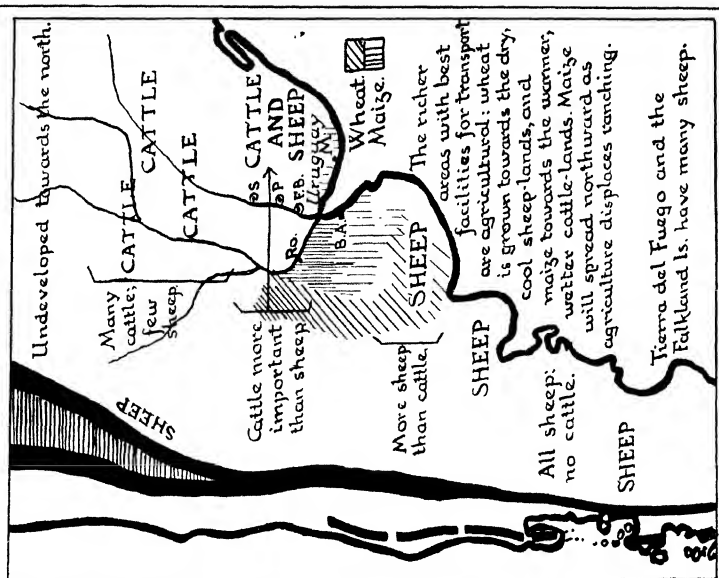 Undeveloped towards the north.
Many
cattle;
few
sheep
CATTLE
CATTLE
CATTLE
SHEEP
Cattle more
important
than sheep
S
P
F.B.
CATTLE
AND
SHEEP
Uruguay
M.
Ro.
B.A.
Wheat.
Maize.
More sheep
than cattle.
SHEEP
SHEEP
All sheep:
no cattle.
SHEEP
The richer
areas with best
facilities for transport
are agricultural: wheat
is grown towards the dry,
cool sheep-lands, and
maize towards the warmer,
wetter cattle-lands. Maize
will spread northward as
agriculture displaces ranching.
Tierra del Fuego and the
Falkland Is. have many sheep.